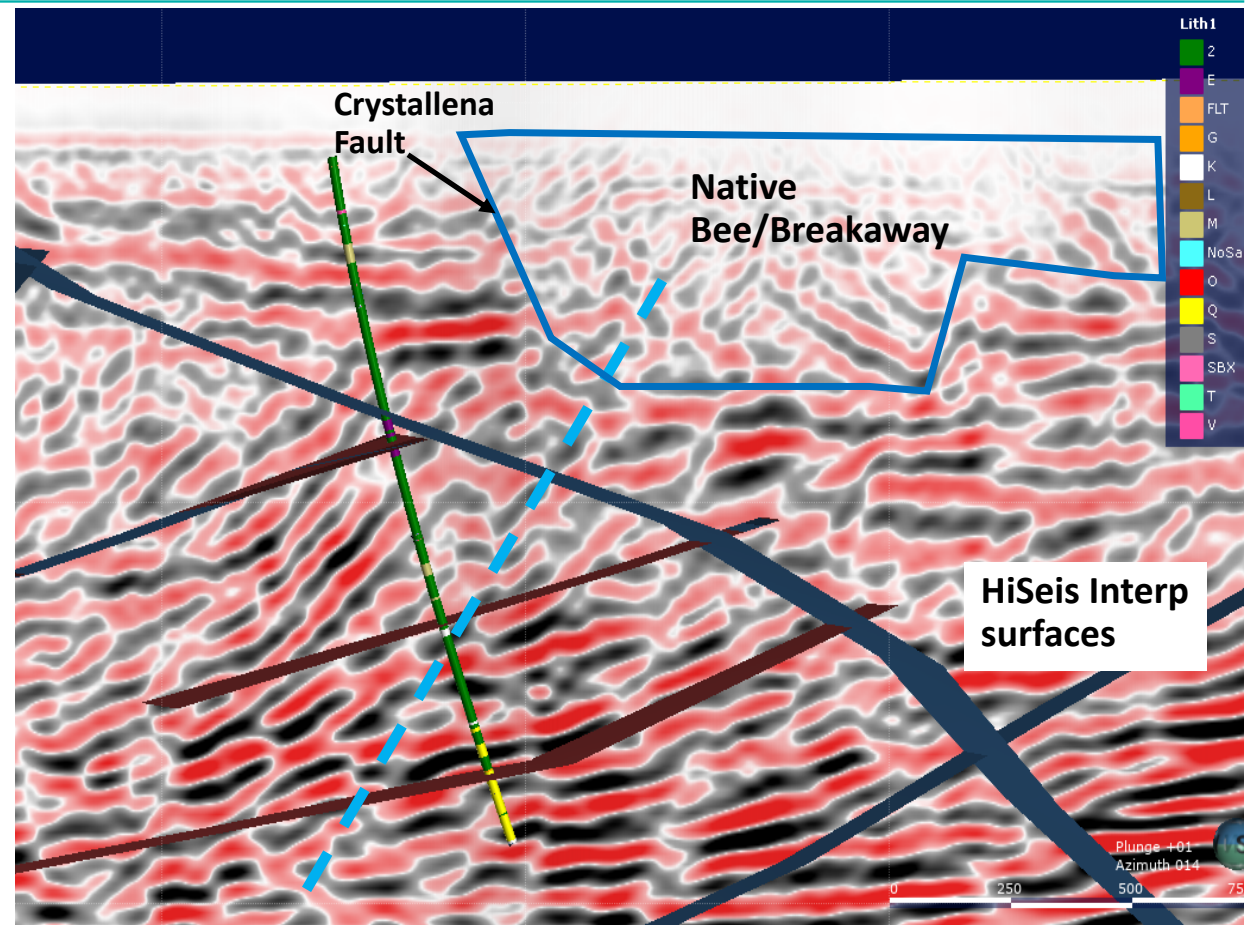 Crystallena
Fault
Native
Bee/Breakaway
HiSeis Interp
surfaces
Lith1
2
E
FLT
G
K
L
M
NoSa
O
Q
S
SBX
T
V
Plunge +01
Azimuth 014
0
250
500